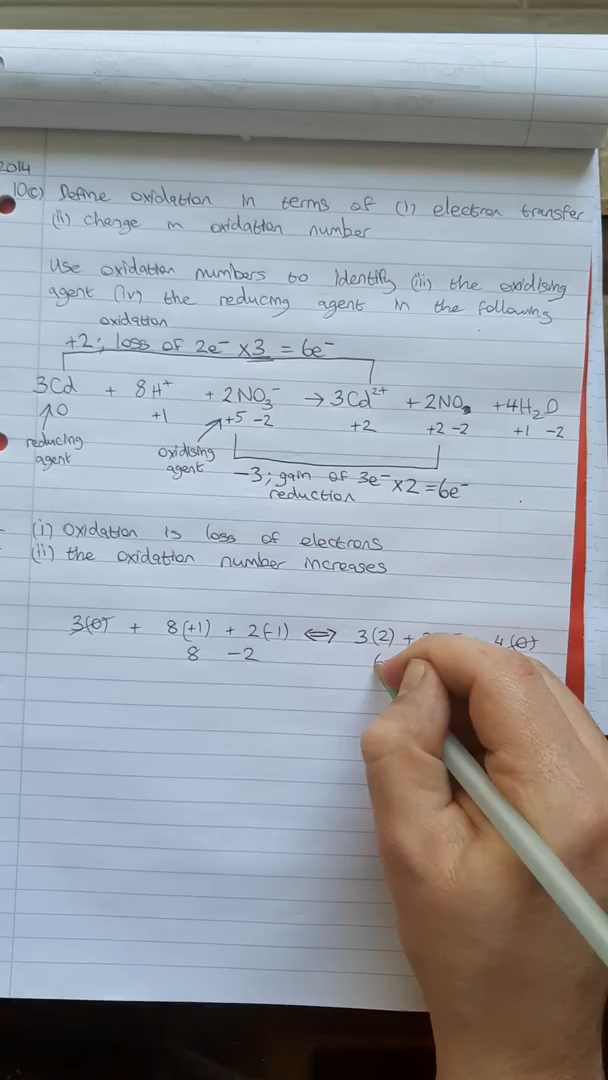 2014
10(c) Define oxidation in terms of (i) electron transfer
(ii) change in oxidation number
Use oxidation numbers to identify (iii) the oxidising
agent (iv) the reducing agent in the following
oxidation
+2; loss of 2e⁻ ×3 = 6e⁻
3Cd + 8H⁺ + 2NO₃⁻ → 3Cd²⁺ + 2NO + 4H₂O
0 +1 +5 -2 +2 +2 -2 +1 -2
reducing agent
oxidising agent
-3; gain of 3e⁻ ×2 = 6e⁻
reduction
(i) Oxidation is loss of electrons
(ii) the oxidation number increases
3(0) + 8(+1) + 2(-1) ⇔ 3(2) + 4(0)
8 -2